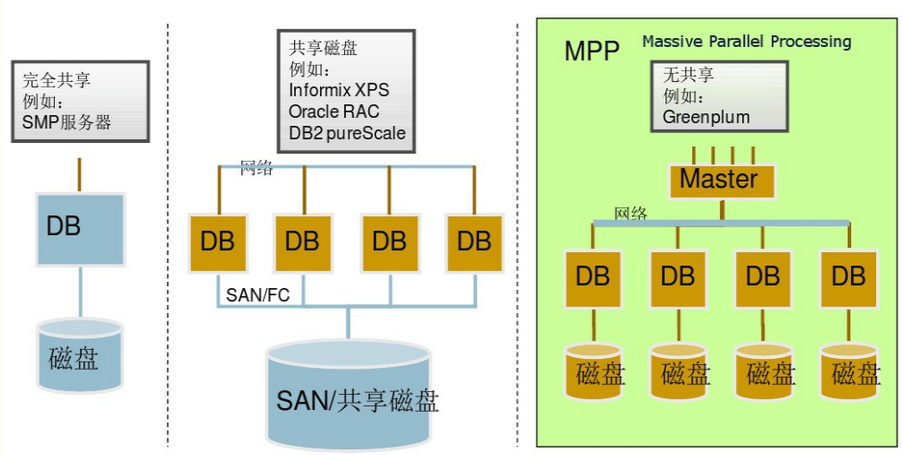 完全共享
例如：
SMP服务器
DB
磁盘
共享磁盘
例如：
Informix XPS
Oracle RAC
DB2 pureScale
网络
DB
DB
DB
DB
SAN/FC
SAN/共享磁盘
MPP
Massive Parallel Processing
无共享
例如：
Greenplum
Master
网络
DB
DB
DB
DB
磁盘
磁盘
磁盘
磁盘